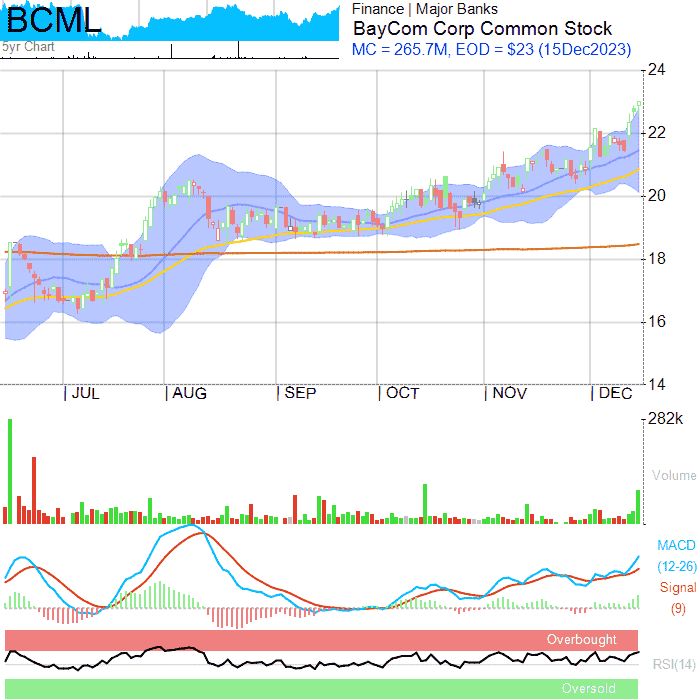 BCML
5yr Chart
Finance | Major Banks
BayCom Corp Common Stock
MC = 265.7M, EOD = $23 (15Dec2023)
24
22
20
18
16
14
| JUL | AUG | SEP | OCT | NOV | DEC
282k
Volume
MACD
(12-26)
Signal
(9)
Overbought
RSI(14)
Oversold